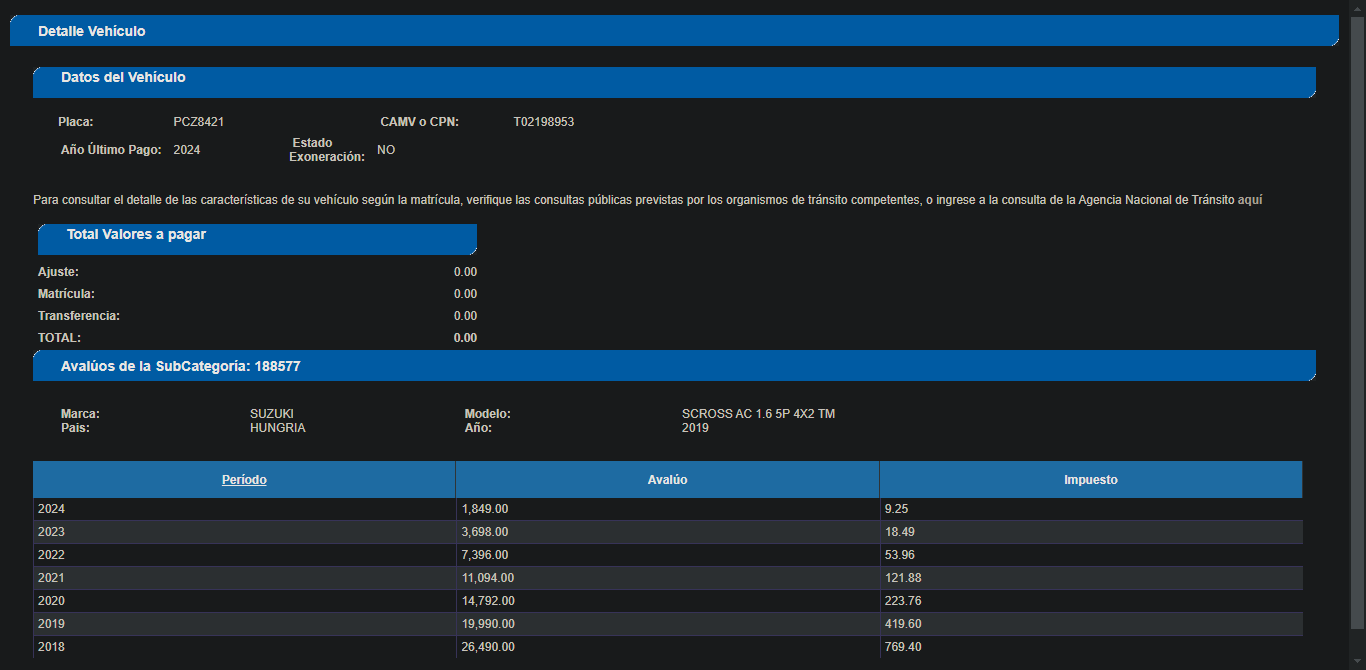 Detalle Vehículo
Datos del Vehículo
Placa: PCZ8421 CAMV o CPN: T02198953
Año Último Pago: 2024 Estado Exoneración: NO
Para consultar el detalle de las características de su vehículo según la matrícula, verifique las consultas públicas previstas por los organismos de tránsito competentes, o ingrese a la consulta de la Agencia Nacional de Tránsito aquí
Total Valores a pagar
Ajuste: 0.00
Matrícula: 0.00
Transferencia: 0.00
TOTAL: 0.00
Avalúos de la SubCategoría: 188577
Marca: SUZUKI Modelo: SCROSS AC 1.6 5P 4X2 TM
Pais: HUNGRIA Año: 2019
Período Avalúo Impuesto
2024 1,849.00 9.25
2023 3,698.00 18.49
2022 7,396.00 53.96
2021 11,094.00 121.88
2020 14,792.00 223.76
2019 19,990.00 419.60
2018 26,490.00 769.40